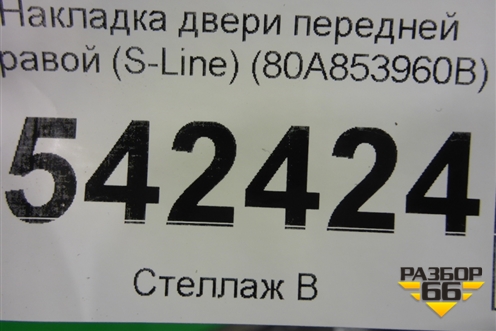 Накладка двери передней
равой (S-Line) (80A853960B)
542424
Стеллаж В
РАЗБОР
66